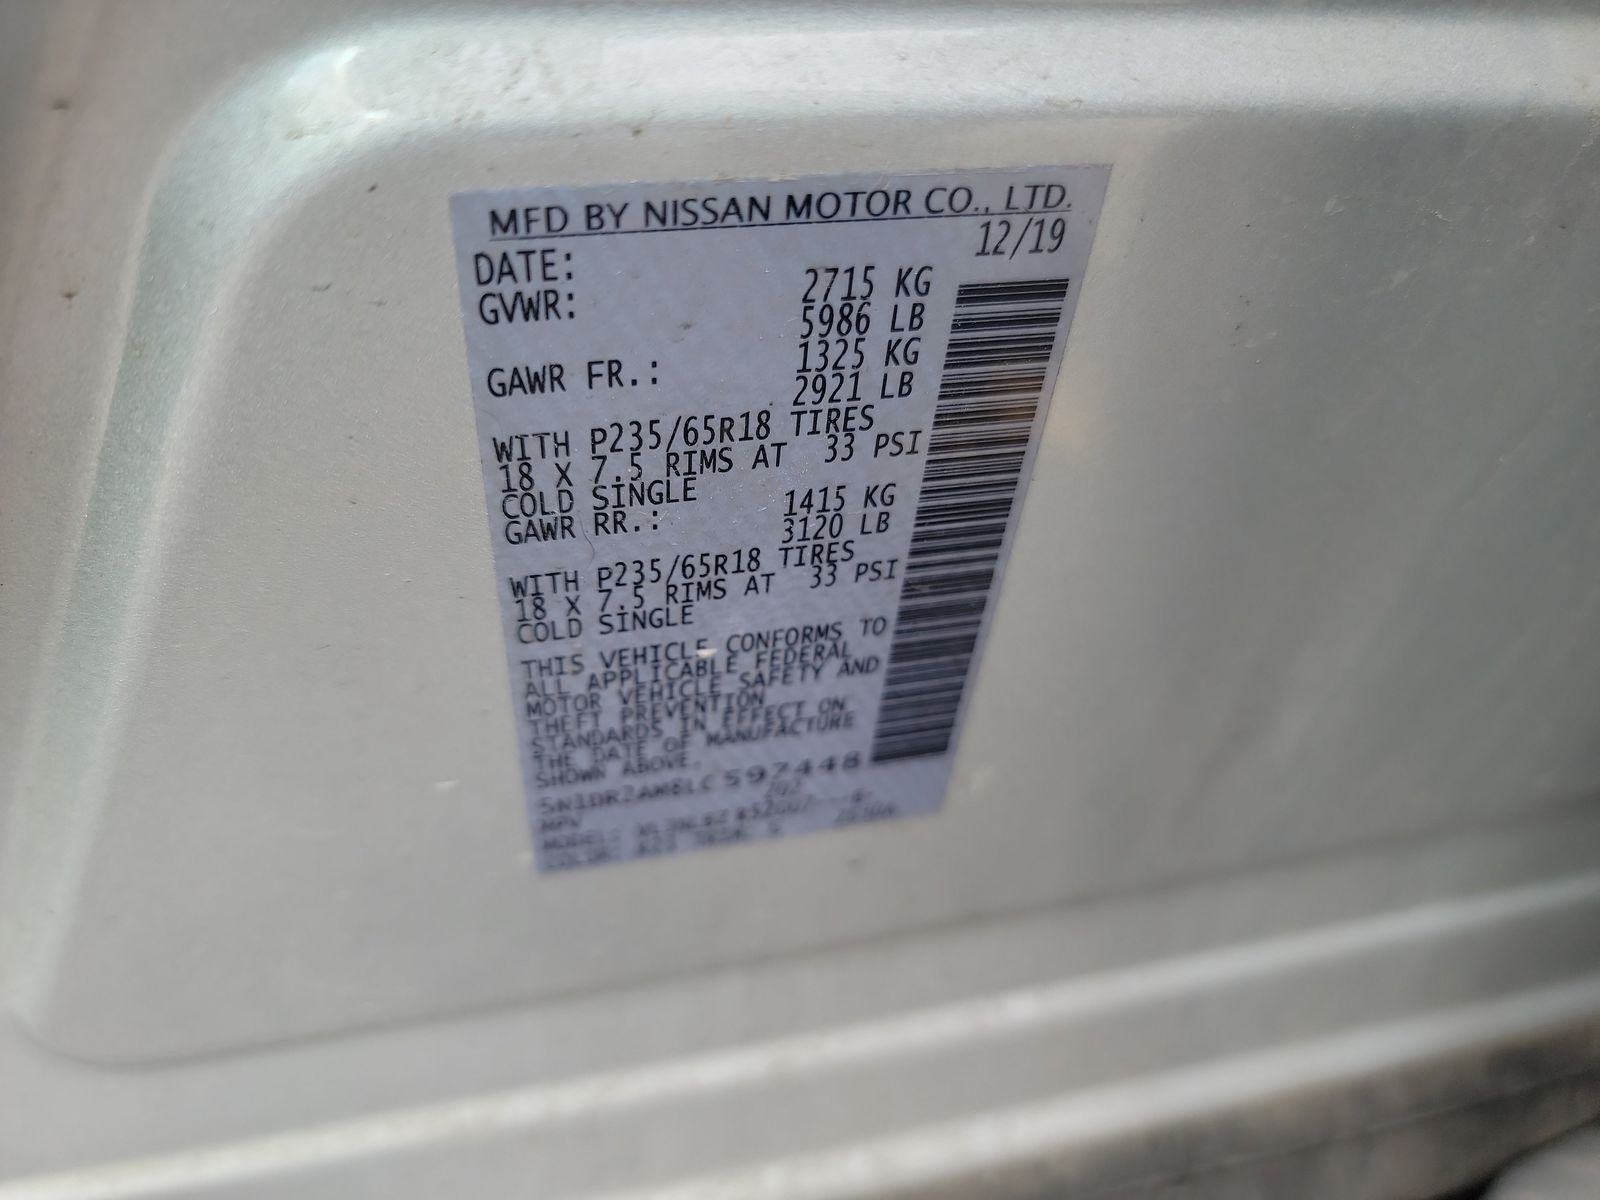 MFD BY NISSAN MOTOR CO., LTD.
DATE: 12/19
GVWR: 2715 KG
5986 LB
GAWR FR.: 1325 KG
2921 LB
WITH P235/65R18 TIRES
18 X 7.5 RIMS AT 33 PSI
COLD SINGLE
GAWR RR.: 1415 KG
3120 LB
WITH P235/65R18 TIRES
18 X 7.5 RIMS AT 33 PSI
COLD SINGLE
THIS VEHICLE CONFORMS TO
ALL APPLICABLE FEDERAL
MOTOR VEHICLE SAFETY AND
THEFT PREVENTION
STANDARDS IN EFFECT ON
THE DATE OF MANUFACTURE
SHOWN ABOVE.
MPV
MODEL:
COLOR: